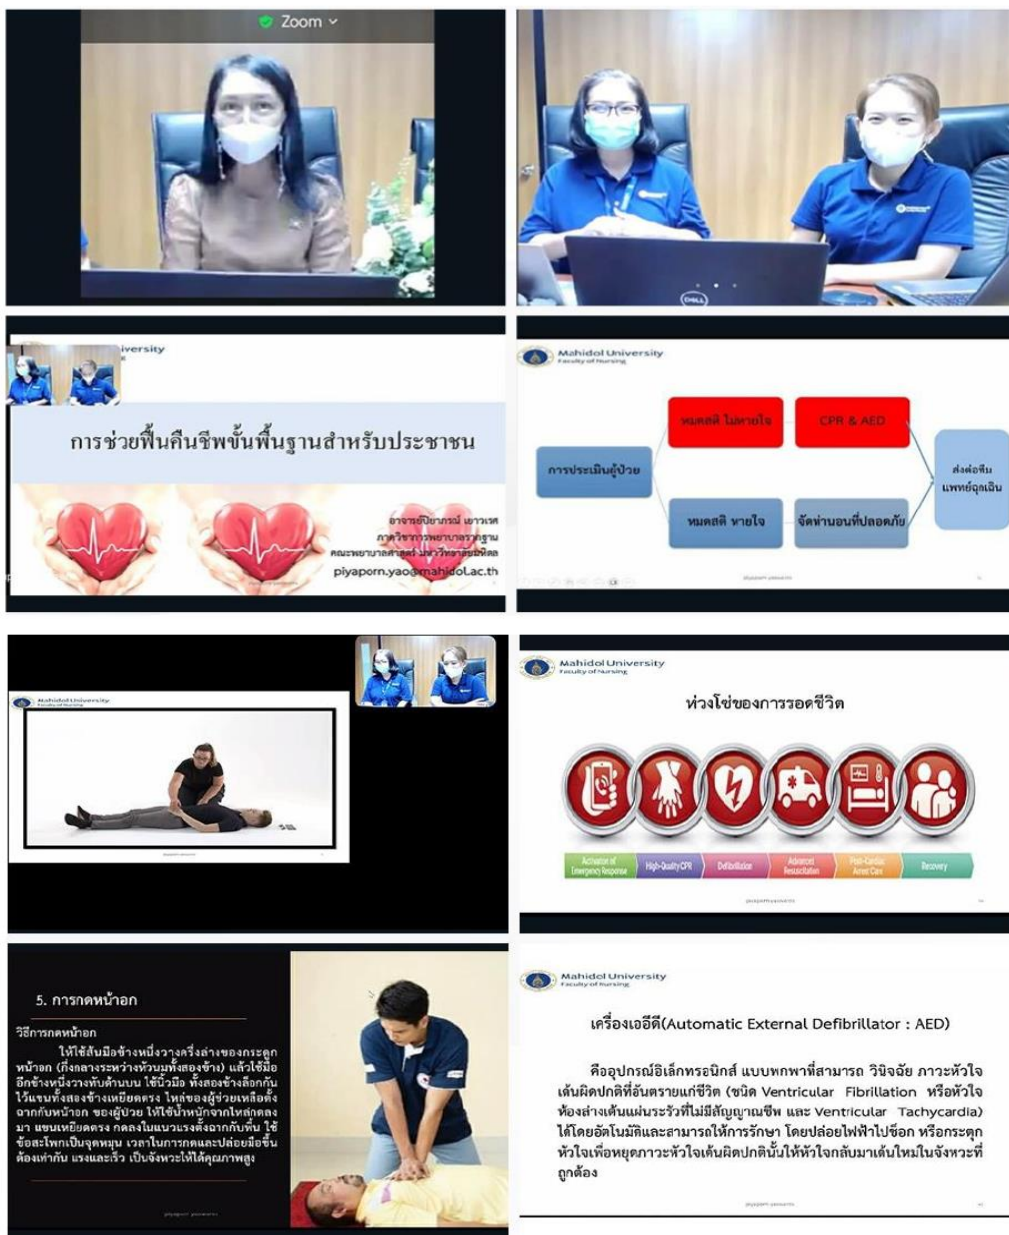 Zoom
DELL
iversity
การช่วยฟื้นคืนชีพขั้นพื้นฐานสำหรับประชาชน
อาจารย์ปิยาภรณ์ เยาวเรศ
ภาควิชาการพยาบาลรากฐาน
คณะพยาบาลศาสตร์ มหาวิทยาลัยมหิดล
piyaporn.yao@mahidol.ac.th
Mahidol University
Faculty of Nursing
หมดสติ ไม่หายใจ
CPR & AED
การประเมินผู้ป่วย
ส่งต่อทีม
แพทย์ฉุกเฉิน
หมดสติ หายใจ
จัดท่านอนที่ปลอดภัย
Mahidol University
Faculty of Nursing
Mahidol University
Faculty of Nursing
ห่วงโซ่ของการรอดชีวิต
Activation of
Emergency Response
High-Quality CPR
Defibrillation
Advanced
Resuscitation
Post-Cardiac
Arrest Care
Recovery
5. การกดหน้าอก
วิธีการกดหน้าอก
ให้ใช้ส้นมือข้างหนึ่งวางครึ่งล่างของกระดูก
หน้าอก (กึ่งกลางระหว่างหัวนมทั้งสองข้าง) แล้วใช้มือ
อีกข้างหนึ่งวางทับด้านบน ใช้นิ้วมือ ทั้งสองข้างล็อกกัน
ไว้แขนทั้งสองข้างเหยียดตรง ไหล่ของผู้ช่วยเหลือตั้ง
ฉากกับหน้าอก ของผู้ป่วย ให้ใช้น้ำหนักจากไหล่กดลง
มา แขนเหยียดตรง กดลงในแนวแรงตั้งฉากกับพื้น ใช้
ข้อสะโพกเป็นจุดหมุน เวลาในการกดและปล่อยมือขึ้น
ต้องเท่ากัน แรงและเร็ว เป็นจังหวะให้ได้คุณภาพสูง
Mahidol University
Faculty of Nursing
เครื่องเออีดี(Automatic External Defibrillator : AED)
คืออุปกรณ์อิเล็กทรอนิกส์ แบบพกพาที่สามารถ วินิจฉัย ภาวะหัวใจ
เต้นผิดปกติที่อันตรายแก่ชีวิต (ชนิด Ventricular Fibrillation หรือหัวใจ
ห้องล่างเต้นแผ่นระรัวที่ไม่มีสัญญาณชีพ และ Ventricular Tachycardia)
ได้โดยอัตโนมัติและสามารถให้การรักษา โดยปล่อยไฟฟ้าไปช็อก หรือกระตุก
หัวใจเพื่อหยุดภาวะหัวใจเต้นผิดปกตินั้นให้หัวใจกลับมาเต้นใหม่ในจังหวะที่
ถูกต้อง